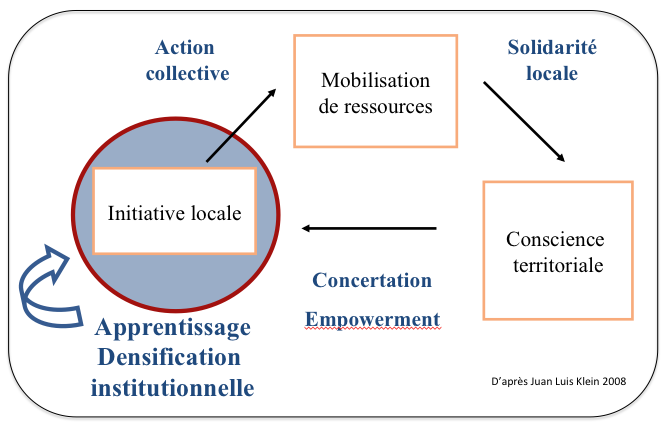 Action
collective
Mobilisation
de ressources
Solidarité
locale
Initiative locale
Conscience
territoriale
Concertation
Empowerment
Apprentissage
Densification
institutionnelle
D’après Juan Luis Klein 2008